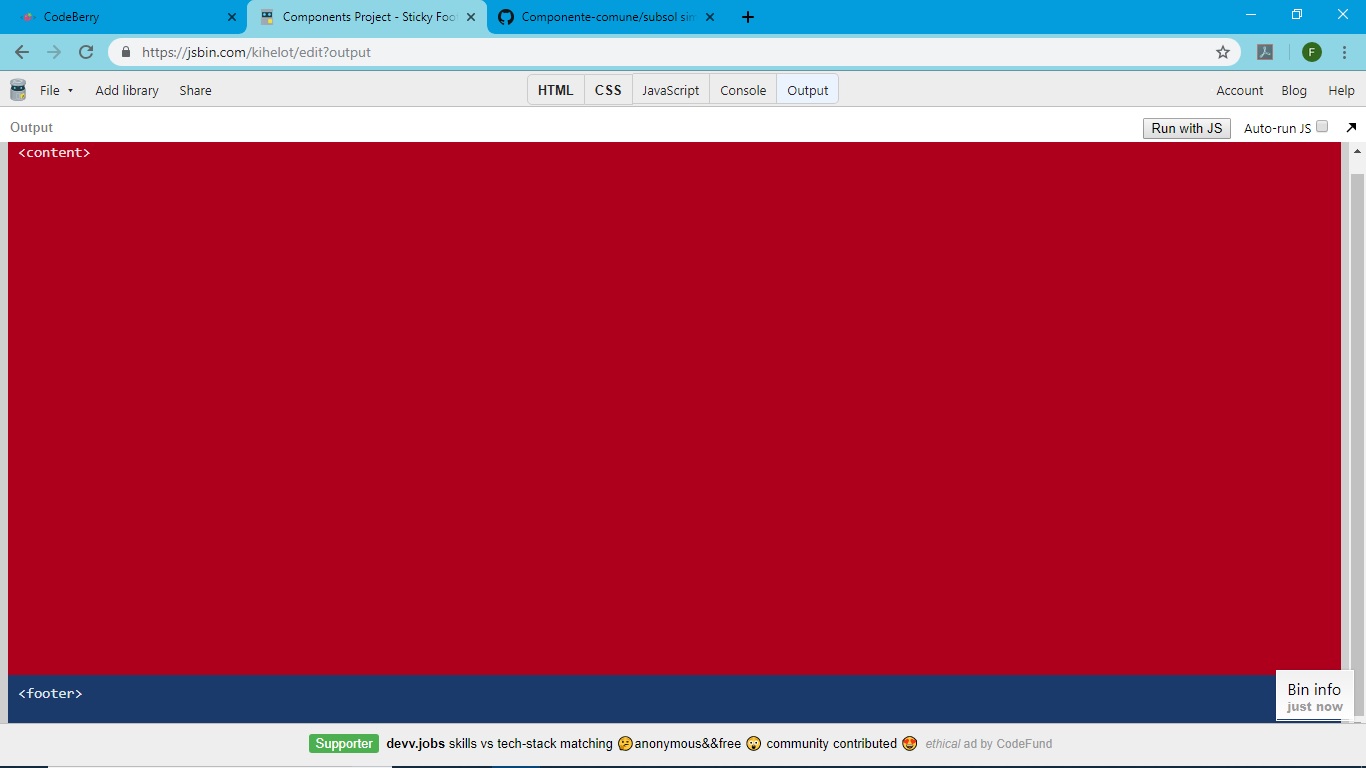 CodeBerry
Components Project - Sticky Foo
Componente-comune/subsol sim
https://jsbin.com/kihelot/edit?output
F
File
Add library
Share
HTML
CSS
JavaScript
Console
Output
Account
Blog
Help
Output
Run with JS
Auto-run JS
<content>
<footer>
Bin info
just now
Supporter devv.jobs skills vs tech-stack matching 🤔anonymous&&free 😲 community contributed 😍 ethical ad by CodeFund